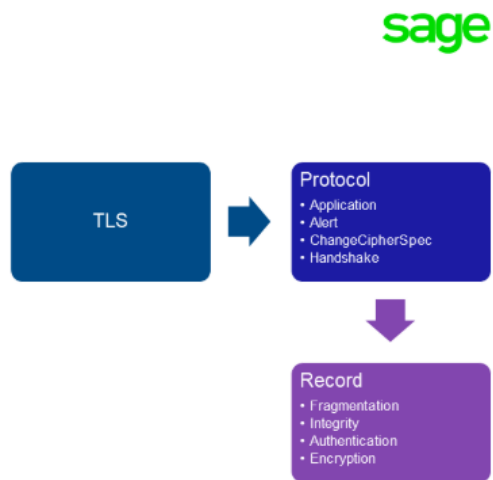 sage
TLS
Protocol
• Application
• Alert
• ChangeCipherSpec
• Handshake
Record
• Fragmentation
• Integrity
• Authentication
• Encryption